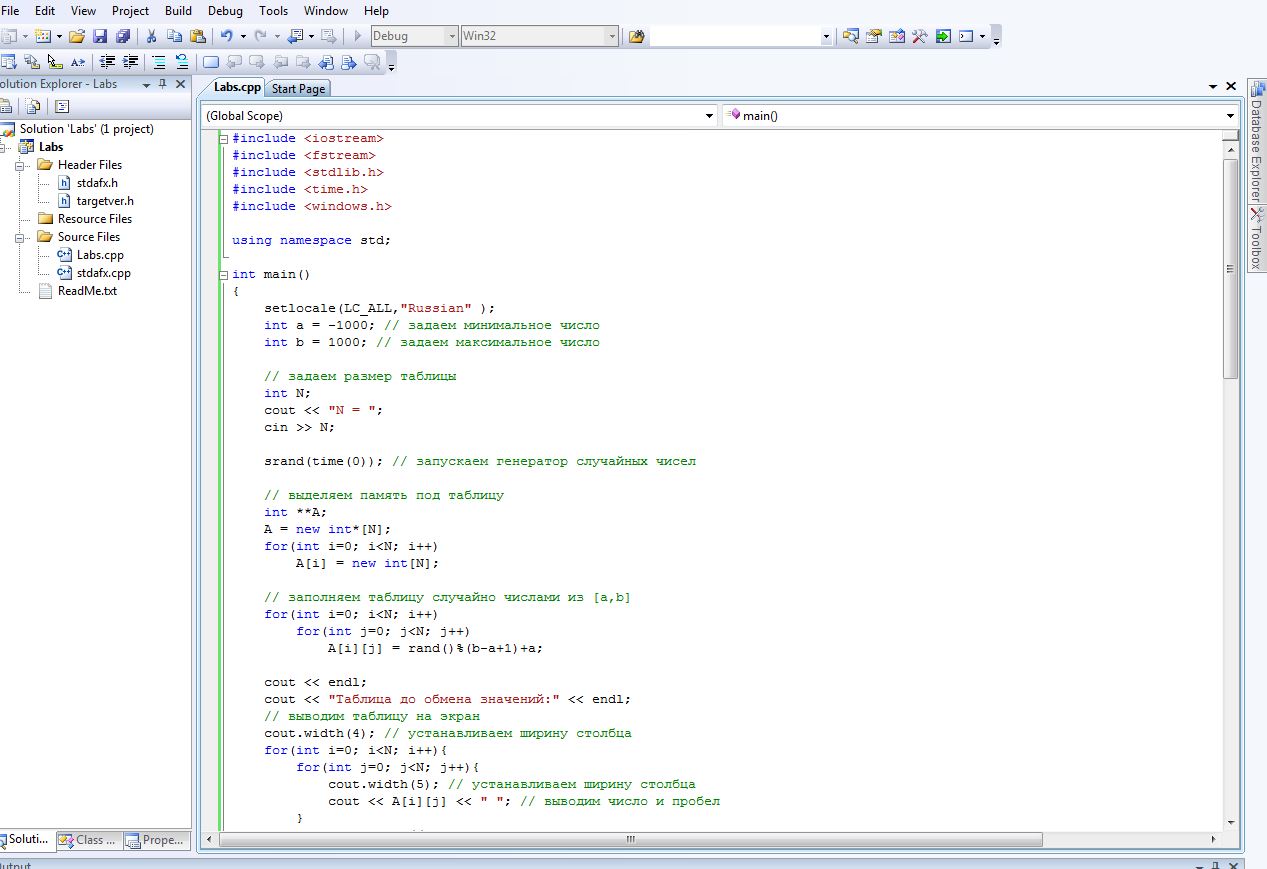 File Edit View Project Build Debug Tools Window Help
Debug Win32
olution Explorer - Labs
Labs.cpp Start Page
(Global Scope) main()
Solution 'Labs' (1 project)
Labs
Header Files
stdafx.h
targetver.h
Resource Files
Source Files
Labs.cpp
stdafx.cpp
ReadMe.txt
#include <iostream>
#include <fstream>
#include <stdlib.h>
#include <time.h>
#include <windows.h>
using namespace std;
int main()
{
setlocale(LC_ALL,"Russian" );
int a = -1000; // задаем минимальное число
int b = 1000; // задаем максимальное число
// задаем размер таблицы
int N;
cout << "N = ";
cin >> N;
srand(time(0)); // запускаем генератор случайных чисел
// выделяем память под таблицу
int **A;
A = new int*[N];
for(int i=0; i<N; i++)
A[i] = new int[N];
// заполняем таблицу случайно числами из [a,b]
for(int i=0; i<N; i++)
for(int j=0; j<N; j++)
A[i][j] = rand()%(b-a+1)+a;
cout << endl;
cout << "Таблица до обмена значений:" << endl;
// выводим таблицу на экран
cout.width(4); // устанавливаем ширину столбца
for(int i=0; i<N; i++){
for(int j=0; j<N; j++){
cout.width(5); // устанавливаем ширину столбца
cout << A[i][j] << " "; // выводим число и пробел
}
Database Explorer
Toolbox
Soluti... Class ... Prope...
utput